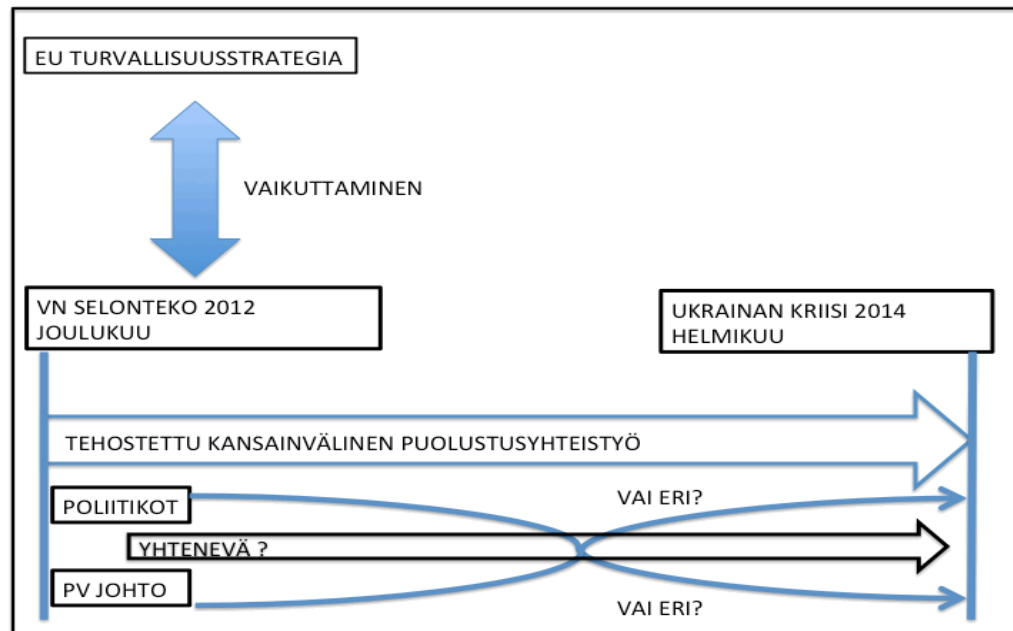 EU TURVALLISUUSSTRATEGIA
VAIKUTTAMINEN
VN SELONTEKO 2012
JOULUKUU
UKRAINAN KRIISI 2014
HELMIKUU
TEHOSTETTU KANSAINVÄLINEN PUOLUSTUSYHTEISTYÖ
POLIITIKOT
VAI ERI?
YHTENEVÄ ?
PV JOHTO
VAI ERI?